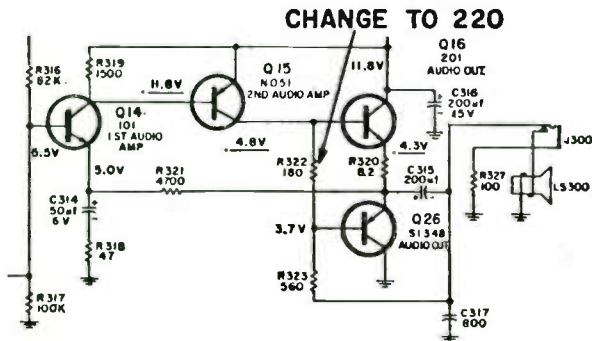 CHANGE TO 220
R319
1500
R316
82K
11.8V
Q15
N051
2ND AUDIO AMP
11.8V
Q16
201
AUDIO OUT
C316
200uf
15V
Q14
101
1ST AUDIO
AMP
6.5V
5.0V
4.8V
R322
180
R320
8.2
4.3V
C315
200uf
J300
R327
100
LS300
R321
4700
C314
50uf
6V
R318
47
3.7V
Q26
S1348
AUDIO OUT
R323
560
R317
100K
C317
800